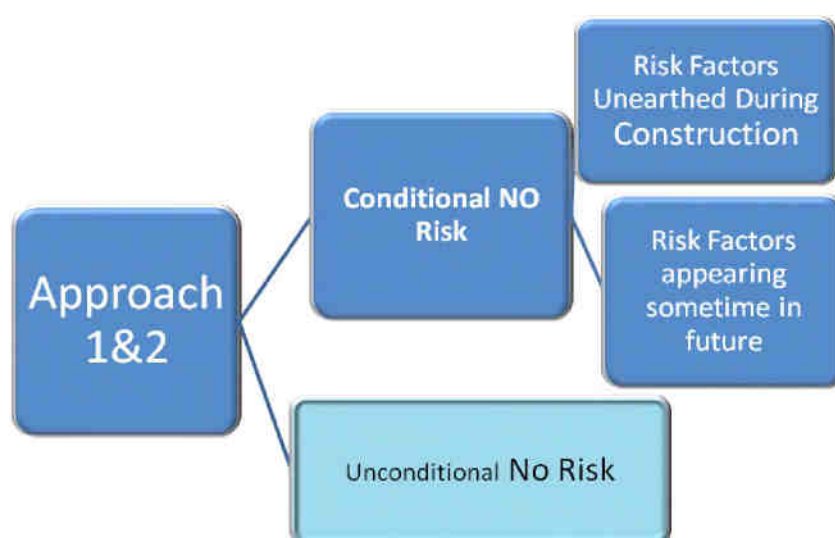 Approach
1&2
Conditional NO
Risk
Risk Factors
Unearthed During
Construction
Risk Factors
appearing
sometime in
future
Unconditional No Risk